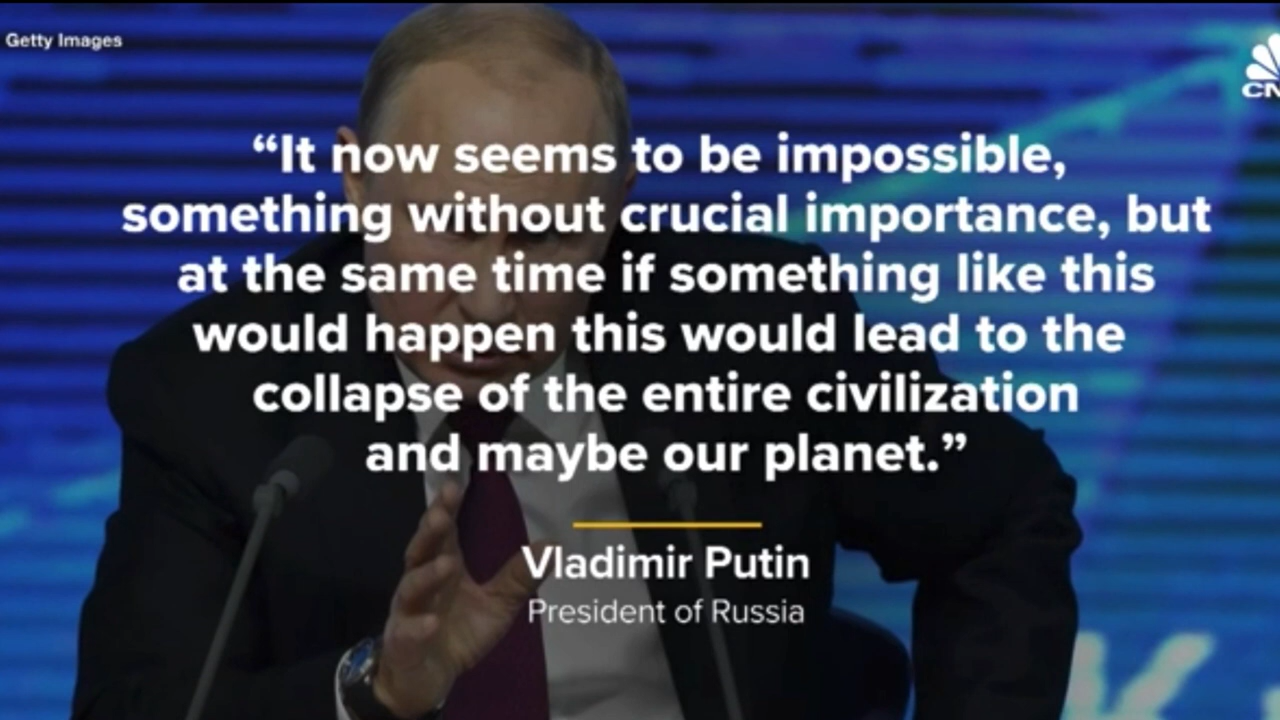 Getty Images
CN
“It now seems to be impossible,
something without crucial importance, but
at the same time if something like this
would happen this would lead to the
collapse of the entire civilization
and maybe our planet.”
Vladimir Putin
President of Russia